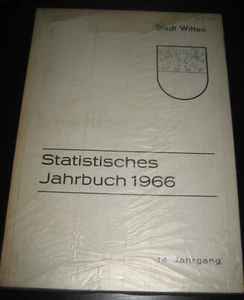 Stadt Witten
Statistisches
Jahrbuch 1966
Jahrgang